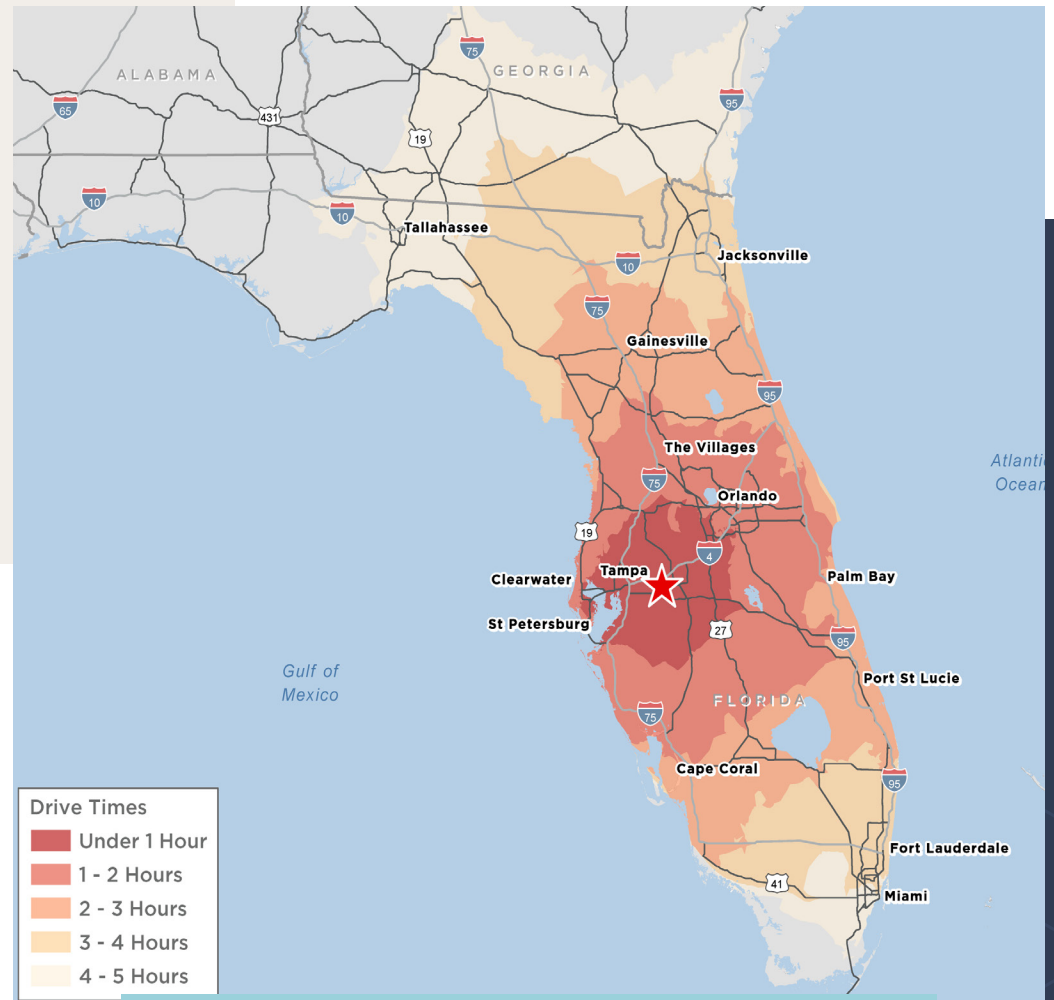 75
GEORGIA
ALABAMA
95
65
431
19
10
10
Tallahassee
Jacksonville
10
75
Gainesville
95
The Villages
Atlantic
Ocean
75
Orlando
19
4
Tampa
Clearwater
Palm Bay
St Petersburg
27
95
Gulf of
Mexico
Port St Lucie
FLORIDA
75
Cape Coral
95
Fort Lauderdale
41
Miami
Drive Times
Under 1 Hour
1 - 2 Hours
2 - 3 Hours
3 - 4 Hours
4 - 5 Hours